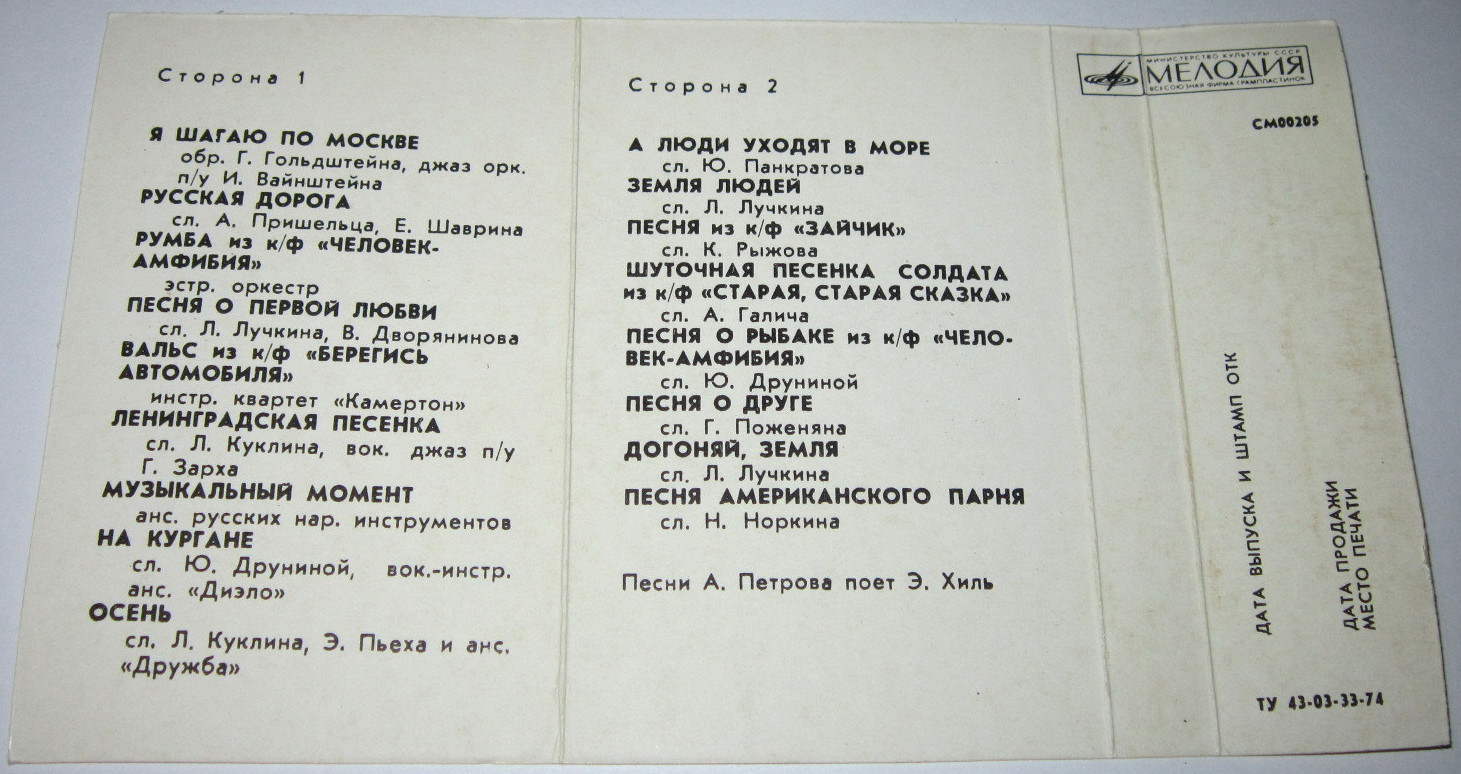 Сторона 1
Я ШАГАЮ ПО МОСКВЕ
обр. Г. Гольдштейна, джаз орк.
п/у И. Вайнштейна
РУССКАЯ ДОРОГА
сл. А. Пришельца, Е. Шаврина
РУМБА из к/ф «ЧЕЛОВЕК-
АМФИБИЯ»
эстр. оркестр
ПЕСНЯ О ПЕРВОЙ ЛЮБВИ
сл. Л. Лучкина, В. Дворянинова
ВАЛЬС из к/ф «БЕРЕГИСЬ
АВТОМОБИЛЯ»
инстр. квартет «Камертон»
ЛЕНИНГРАДСКАЯ ПЕСЕНКА
сл. Л. Куклина, вок. джаз п/у
Г. Зарха
МУЗЫКАЛЬНЫЙ МОМЕНТ
анс. русских нар. инструментов
НА КУРГАНЕ
сл. Ю. Друниной, вок.-инстр.
анс. «Диэло»
ОСЕНЬ
сл. Л. Куклина, Э. Пьеха и анс.
«Дружба»
Сторона 2
А ЛЮДИ УХОДЯТ В МОРЕ
сл. Ю. Панкратова
ЗЕМЛЯ ЛЮДЕЙ
сл. Л. Лучкина
ПЕСНЯ из к/ф «ЗАЙЧИК»
сл. К. Рыжова
ШУТОЧНАЯ ПЕСЕНКА СОЛДАТА
из к/ф «СТАРАЯ, СТАРАЯ СКАЗКА»
сл. А. Галича
ПЕСНЯ О РЫБАКЕ из к/ф «ЧЕЛО-
ВЕК-АМФИБИЯ»
сл. Ю. Друниной
ПЕСНЯ О ДРУГЕ
сл. Г. Поженяна
ДОГОНЯЙ, ЗЕМЛЯ
сл. Л. Лучкина
ПЕСНЯ АМЕРИКАНСКОГО ПАРНЯ
сл. Н. Норкина
Песни А. Петрова поет Э. Хиль
МИНИСТЕРСТВО КУЛЬТУРЫ СССР
МЕЛОДИЯ
ВСЕСОЮЗНАЯ ФИРМА ГРАМПЛАСТИНОК
СМ00205
ДАТА ВЫПУСКА И ШТАМП ОТК
ДАТА ПРОДАЖИ
МЕСТО ПЕЧАТИ
ТУ 43-03-33-74